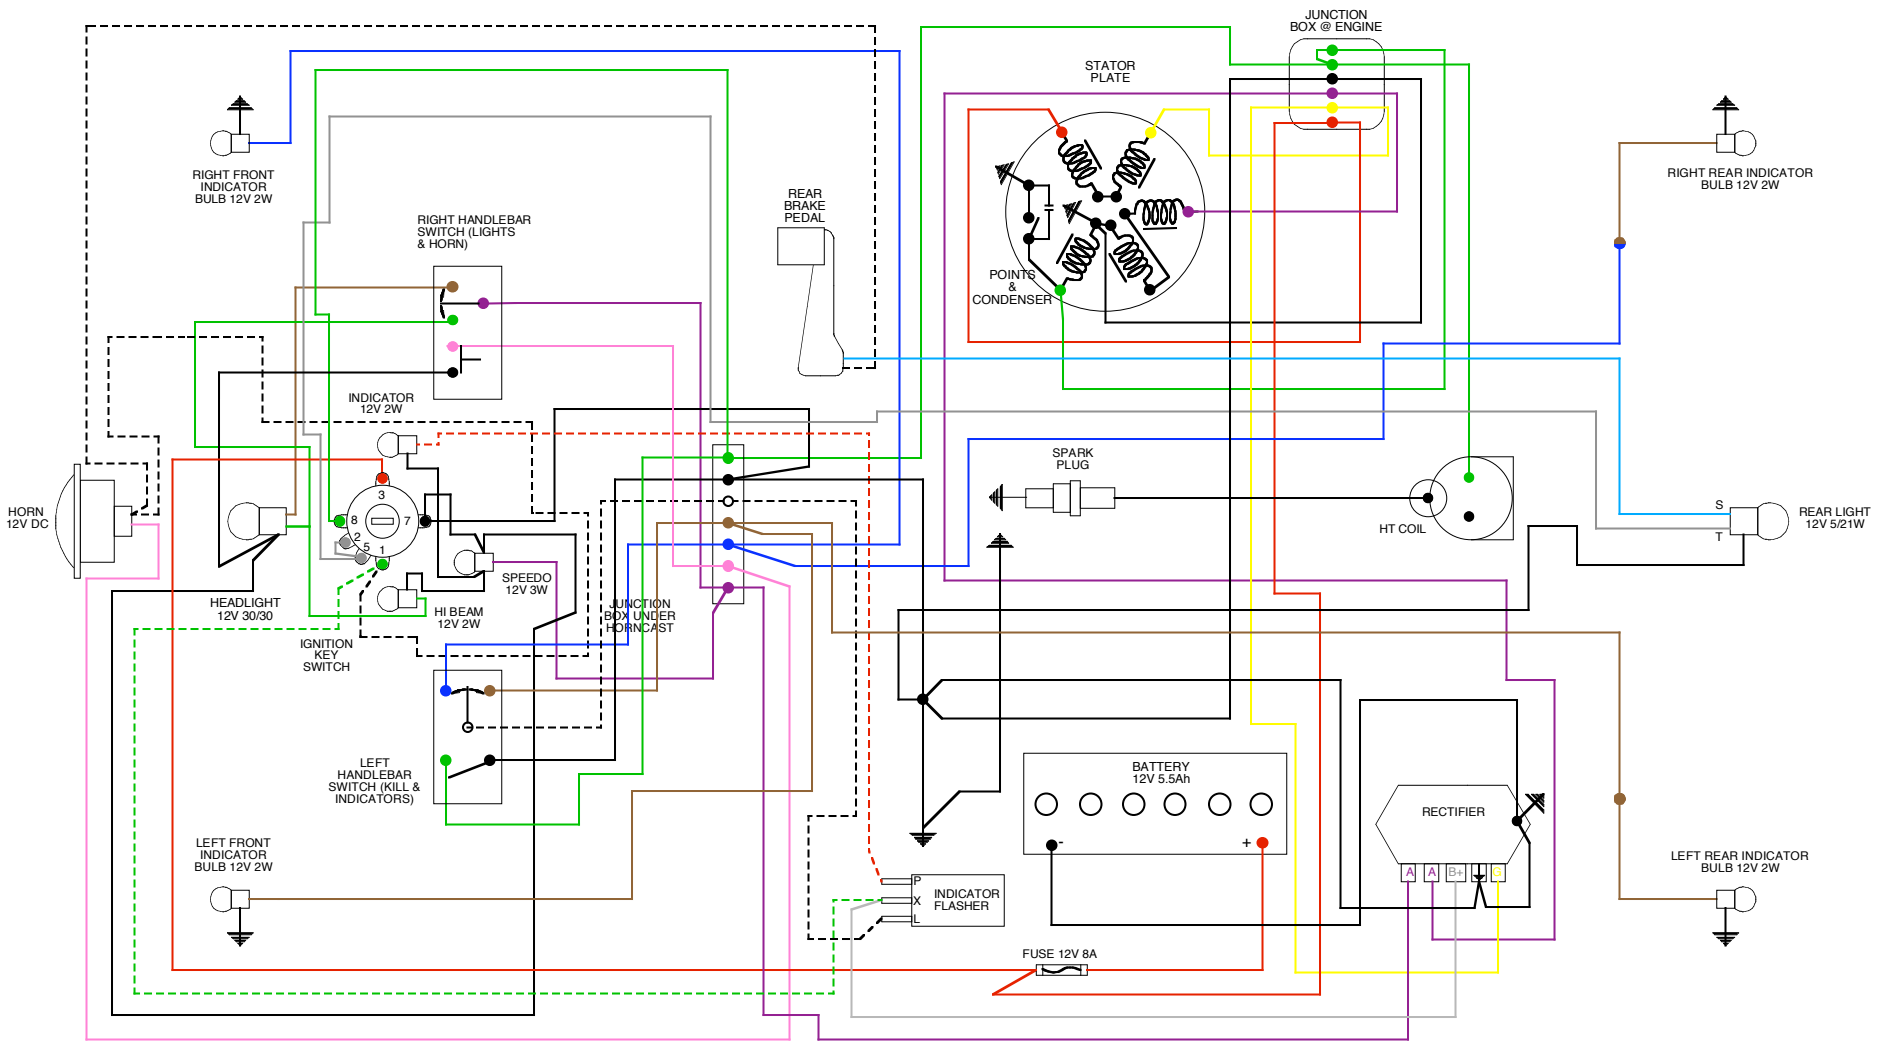 JUNCTION
BOX @ ENGINE
STATOR
PLATE
RIGHT FRONT
INDICATOR
BULB 12V 2W
RIGHT HANDLEBAR
SWITCH (LIGHTS
& HORN)
REAR
BRAKE
PEDAL
POINTS
&
CONDENSER
RIGHT REAR INDICATOR
BULB 12V 2W
INDICATOR
12V 2W
HORN
12V DC
3
8
7
2
5
1
SPARK
PLUG
HT COIL
S
T
REAR LIGHT
12V 5/21W
HEADLIGHT
12V 30/30
SPEEDO
12V 3W
HI BEAM
12V 2W
IGNITION
KEY
SWITCH
JUNCTION
BOX UNDER
HORNCAST
LEFT
HANDLEBAR
SWITCH (KILL &
INDICATORS)
BATTERY
12V 5.5Ah
-
+
RECTIFIER
A
A
B+
G
LEFT FRONT
INDICATOR
BULB 12V 2W
P
X
L
INDICATOR
FLASHER
FUSE 12V 8A
LEFT REAR INDICATOR
BULB 12V 2W